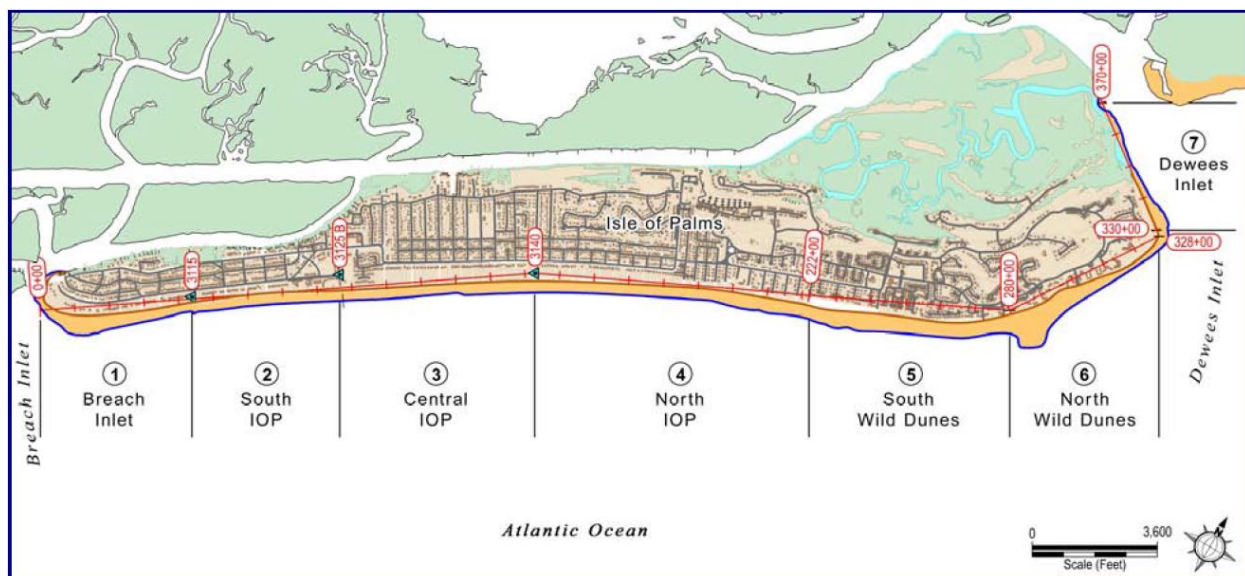 370+00
7
Dewees
Inlet
Isle of Palms
3125 B
3140
222+00
330+00
328+00
0+00
3115
280+00
Breach Inlet
1
Breach
Inlet
2
South
IOP
3
Central
IOP
4
North
IOP
5
South
Wild Dunes
6
North
Wild Dunes
Dewees Inlet
Atlantic Ocean
0
3,600
Scale (Feet)
N